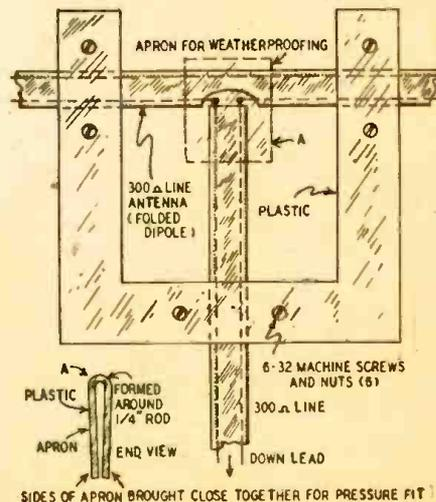 APRON FOR WEATHERPROOFING
A
300 Ω LINE
ANTENNA
(FOLDED
DIPOLE)
PLASTIC
6-32 MACHINE SCREWS
AND NUTS (6)
300 Ω LINE
DOWN LEAD
A
PLASTIC
APRON
FORMED
AROUND
1/4" ROD
END VIEW
SIDES OF APRON BROUGHT CLOSE TOGETHER FOR PRESSURE FIT